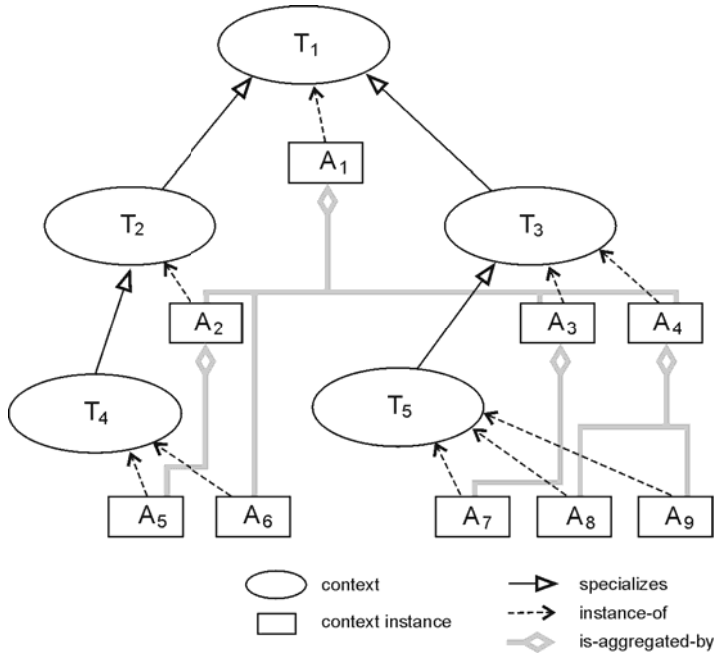 T₁
A₁
T₂
T₃
A₂
A₃
A₄
T₄
T₅
A₅
A₆
A₇
A₈
A₉
context
specializes
context instance
instance-of
is-aggregated-by